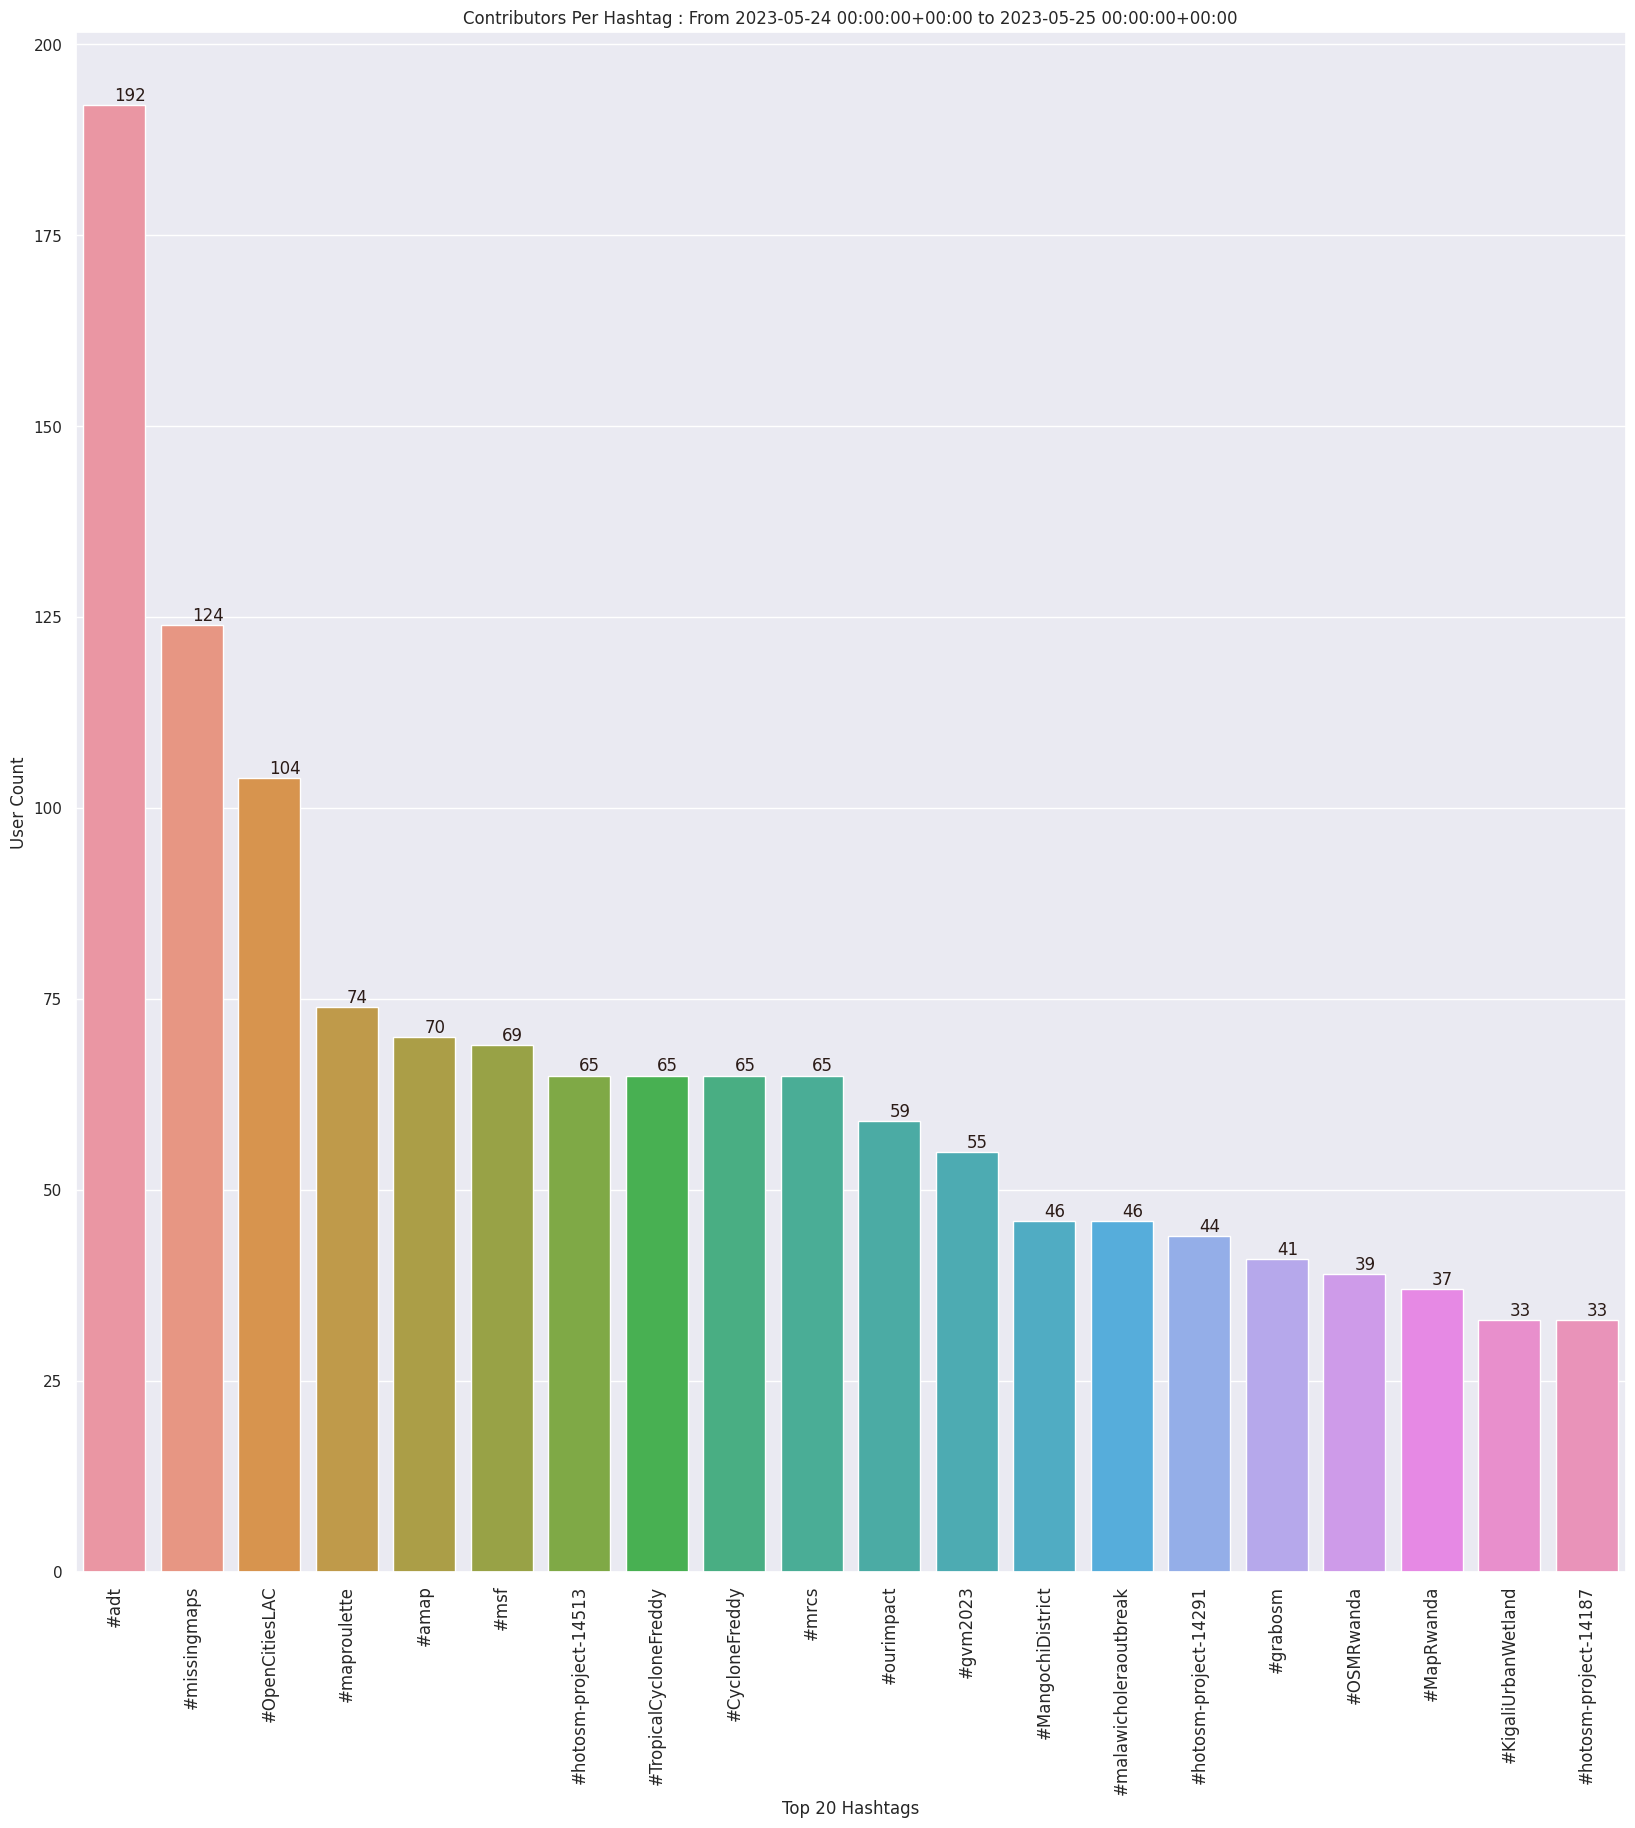 Contributors Per Hashtag : From 2023-05-24 00:00:00+00:00 to 2023-05-25 00:00:00+00:00
200
175
150
125
100
75
50
25
0
User Count
192
124
104
74
70
69
65
65
65
65
59
55
46
46
44
41
39
37
33
33
#adt
#missingmaps
#OpenCitiesLAC
#maproulette
#amap
#msf
#hotosm-project-14513
#TropicalCycloneFreddy
#CycloneFreddy
#mrcs
#ourimpact
#gvm2023
#MangochiDistrict
#malawicholeraoutbreak
#hotosm-project-14291
#grabosm
#OSMRwanda
#MapRwanda
#KigaliUrbanWetland
#hotosm-project-14187
Top 20 Hashtags